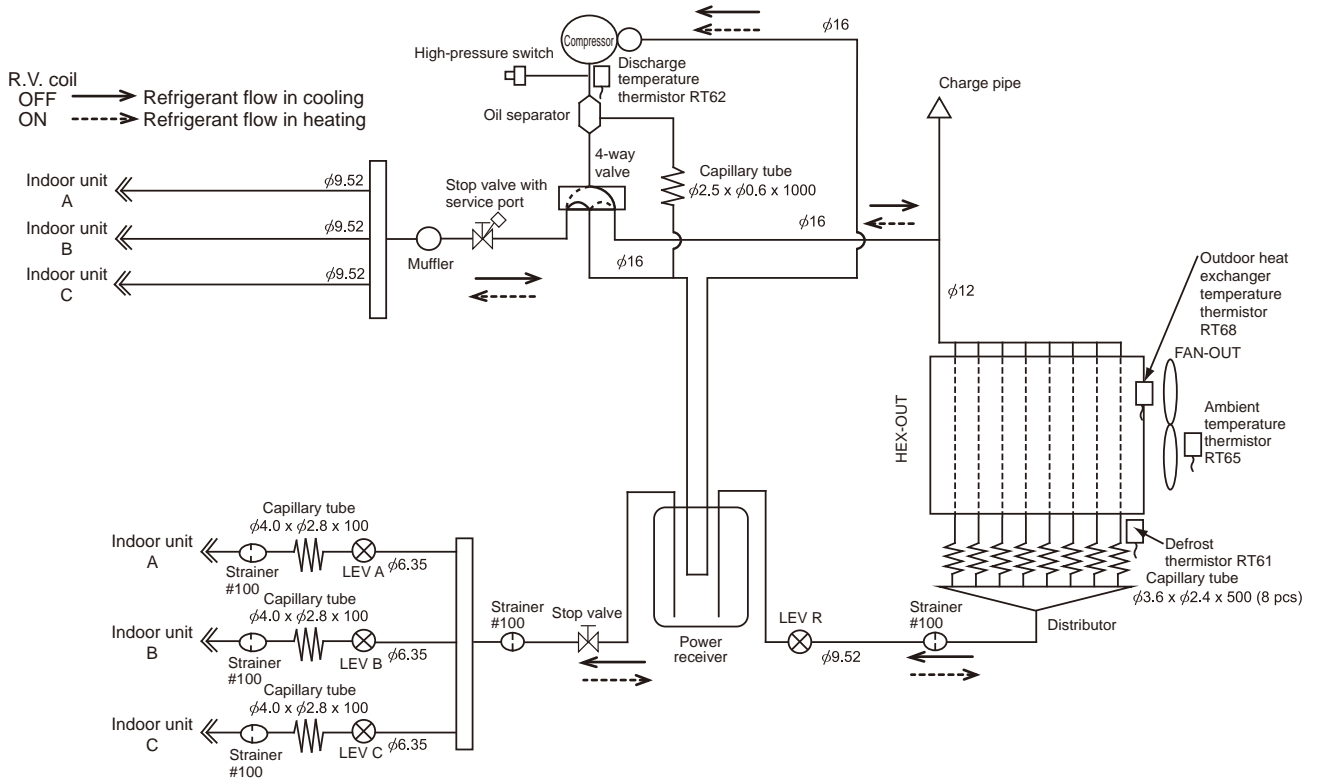 R.V. coil
OFF
Refrigerant flow in cooling
ON
Refrigerant flow in heating
Compressor
High-pressure switch
Discharge
temperature
thermistor RT62
Oil separator
4-way
valve
Capillary tube
ϕ2.5 x ϕ0.6 x 1000
ϕ16
Charge pipe
Indoor unit
A
ϕ9.52
Indoor unit
B
ϕ9.52
Indoor unit
C
ϕ9.52
Stop valve with
service port
Muffler
ϕ16
ϕ16
ϕ12
Outdoor heat
exchanger
temperature
thermistor
RT68
FAN-OUT
HEX-OUT
Ambient
temperature
thermistor
RT65
Defrost
thermistor RT61
Capillary tube
ϕ3.6 x ϕ2.4 x 500 (8 pcs)
Distributor
Indoor unit
A
Capillary tube
ϕ4.0 x ϕ2.8 x 100
Strainer
#100
LEV A
ϕ6.35
Indoor unit
B
Capillary tube
ϕ4.0 x ϕ2.8 x 100
Strainer
#100
LEV B
ϕ6.35
Indoor unit
C
Capillary tube
ϕ4.0 x ϕ2.8 x 100
Strainer
#100
LEV C
ϕ6.35
Strainer
#100
Stop valve
Power
receiver
LEV R
ϕ9.52
Strainer
#100